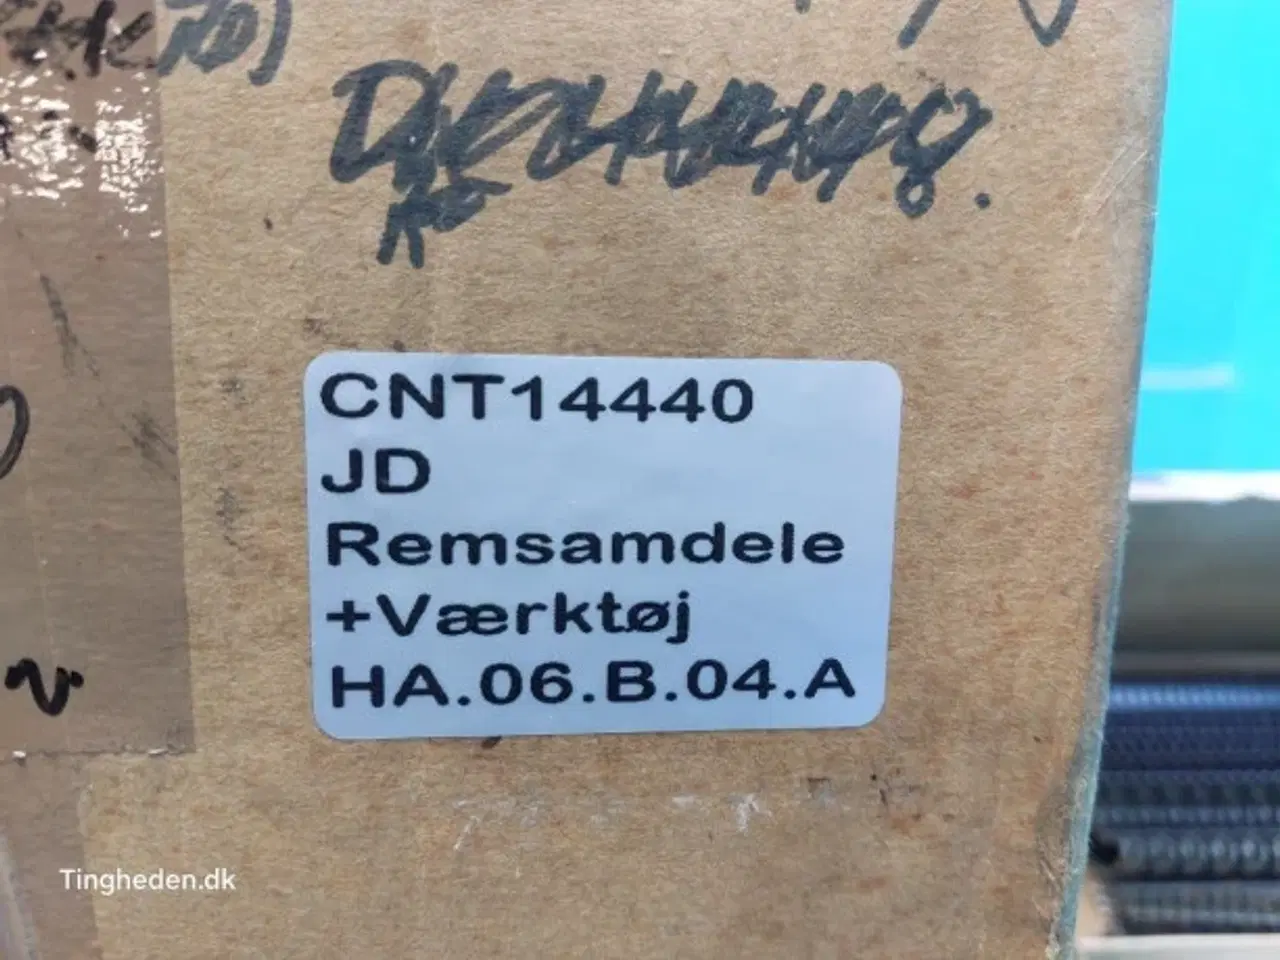 CNT14440
JD
Remsamdele
+Værktøj
HA.06.B.04.A
Tingheden.dk